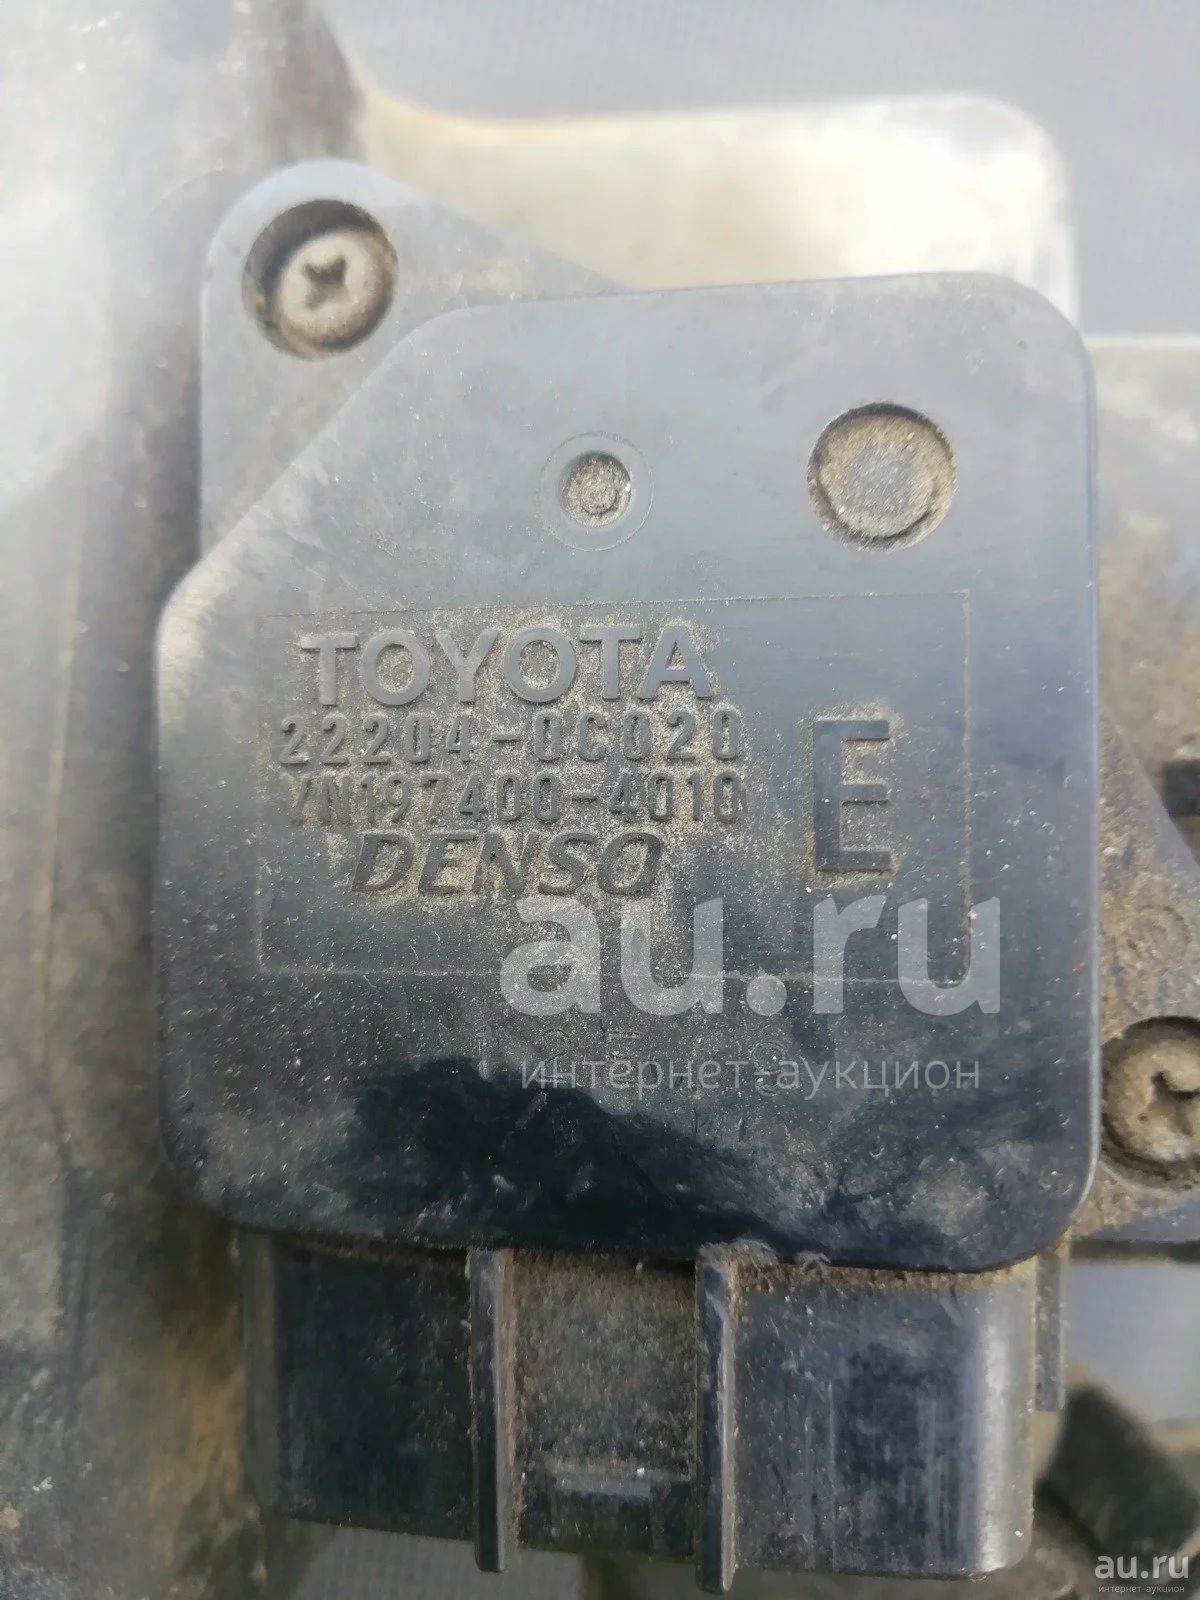 TOYOTA
22204-0C020
VN197400-4010
DENSO
E
au.ru
интернет-аукцион
au.ru
интернет-аукцион